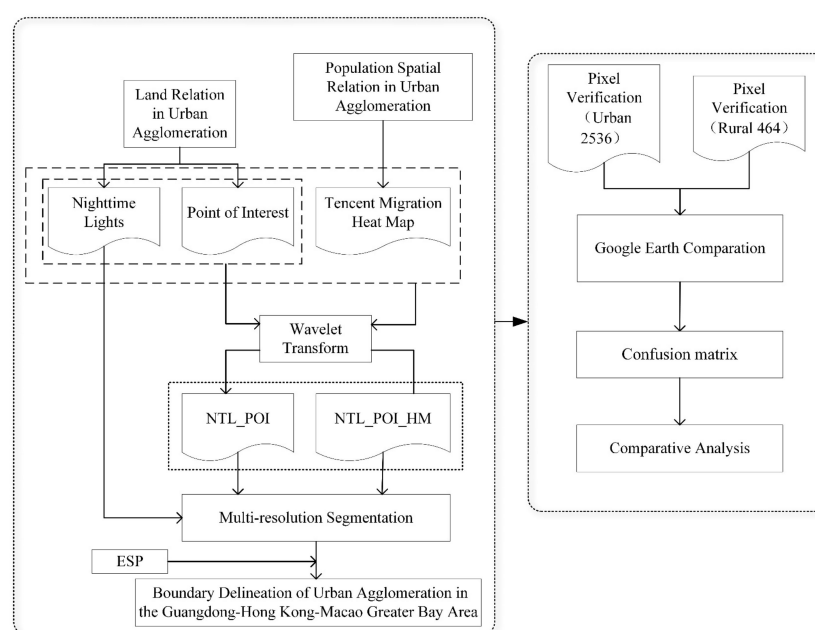 Land Relation
in Urban
Agglomeration
Population Spatial
Relation in Urban
Agglomeration
Nighttime
Lights
Point of Interest
Tencent Migration
Heat Map
Wavelet
Transform
NTL_POI
NTL_POI_HM
Multi-resolution Segmentation
ESP
Boundary Delineation of Urban Agglomeration in
the Guangdong-Hong Kong-Macao Greater Bay Area
Pixel
Verification
（Urban
2536）
Pixel
Verification
（Rural 464）
Google Earth Comparation
Confusion matrix
Comparative Analysis